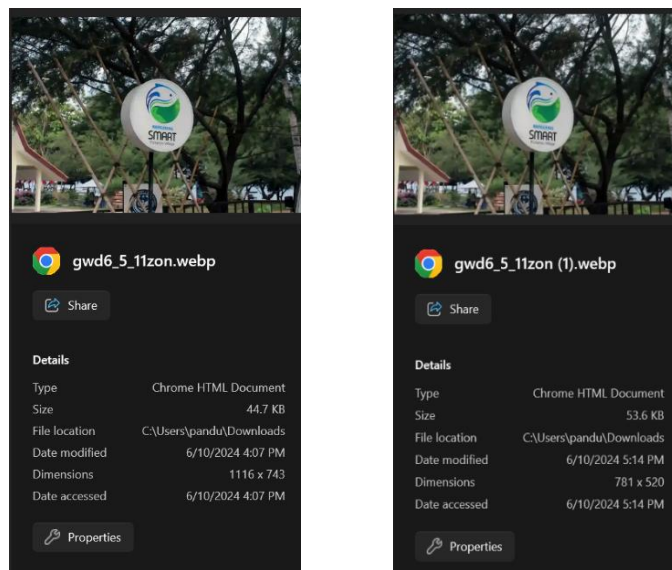 SMART
gwd6_5_11zon.webp
Share
Details
Type Chrome HTML Document
Size 44.7 KB
File location C:\Users\pandu\Downloads
Date modified 6/10/2024 4:07 PM
Dimensions 1116 x 743
Date accessed 6/10/2024 4:07 PM
Properties
SMART
gwd6_5_11zon (1).webp
Share
Details
Type Chrome HTML Document
Size 53.6 KB
File location C:\Users\pandu\Downloads
Date modified 6/10/2024 5:14 PM
Dimensions 781 x 520
Date accessed 6/10/2024 5:14 PM
Properties